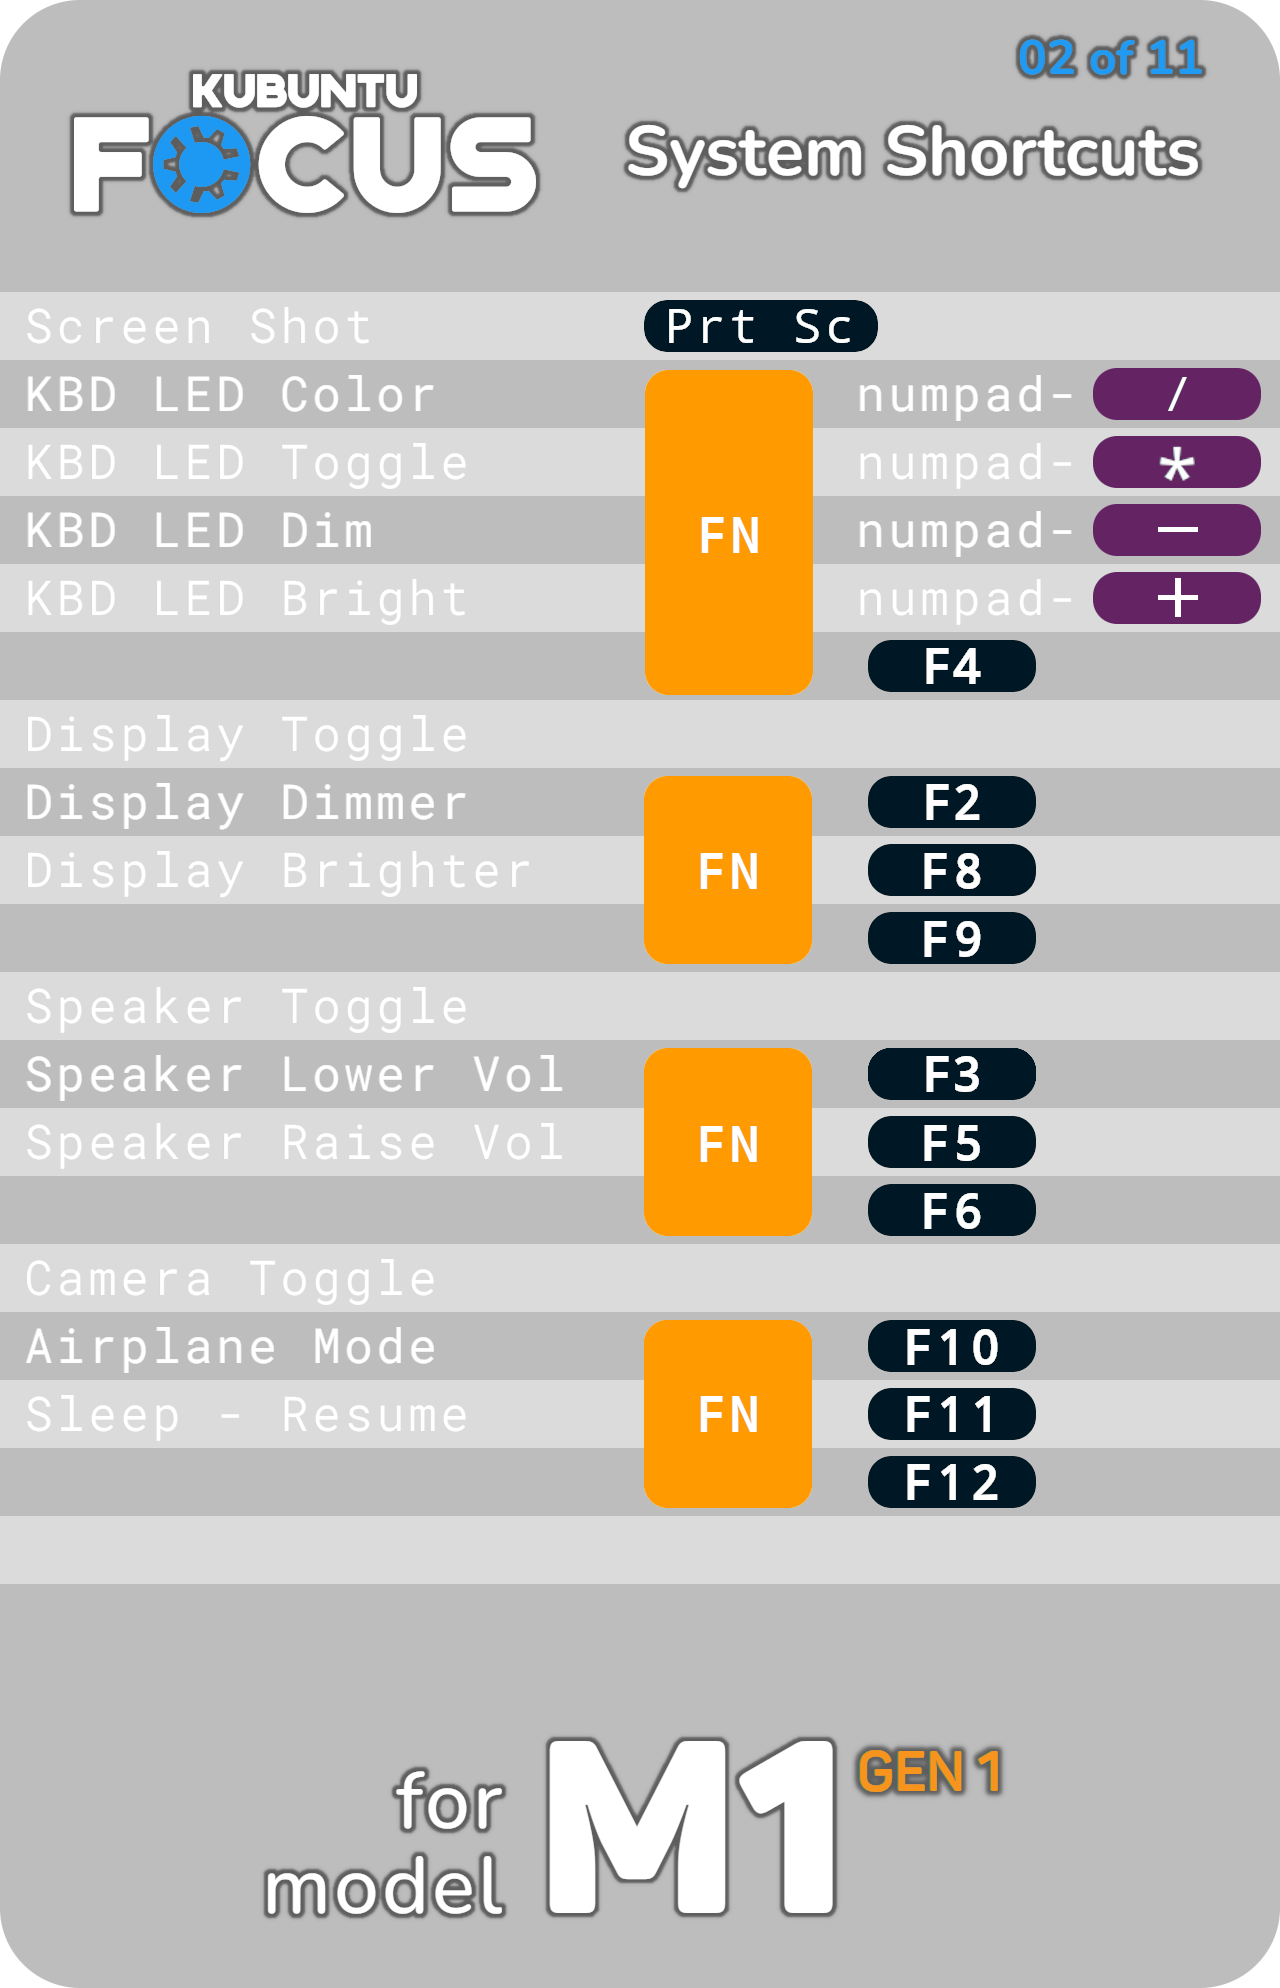 02 of 11
KUBUNTU
FOCUS
System Shortcuts
Screen Shot Prt Sc
KBD LED Color numpad- /
KBD LED Toggle numpad- *
KBD LED Dim FN numpad- −
KBD LED Bright numpad- +
F4
Display Toggle
Display Dimmer F2
Display Brighter FN F8
F9
Speaker Toggle
Speaker Lower Vol F3
Speaker Raise Vol FN F5
F6
Camera Toggle
Airplane Mode F10
Sleep - Resume FN F11
F12
for
model
M1 GEN 1